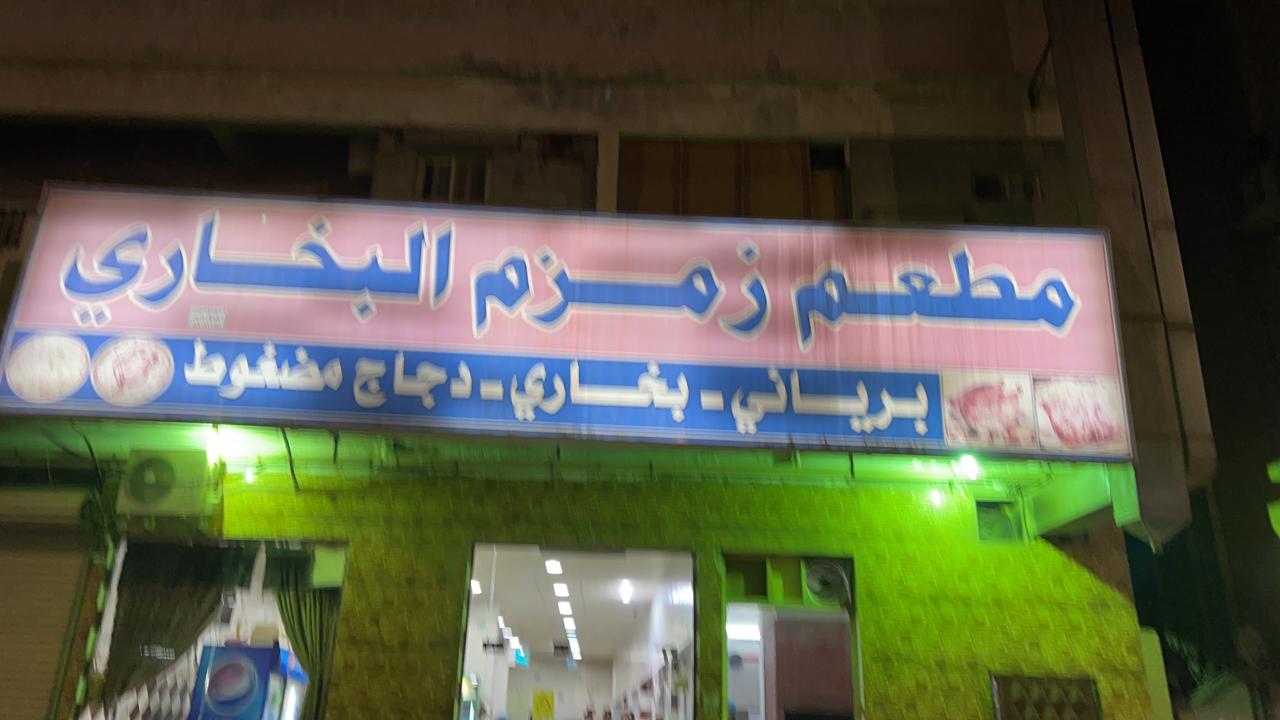 مطعم زمزم البخاري
برياني - بخاري - دجاج مضغوط